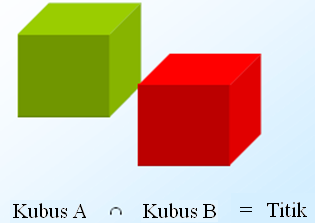 Kubus A ∩ Kubus B = Titik